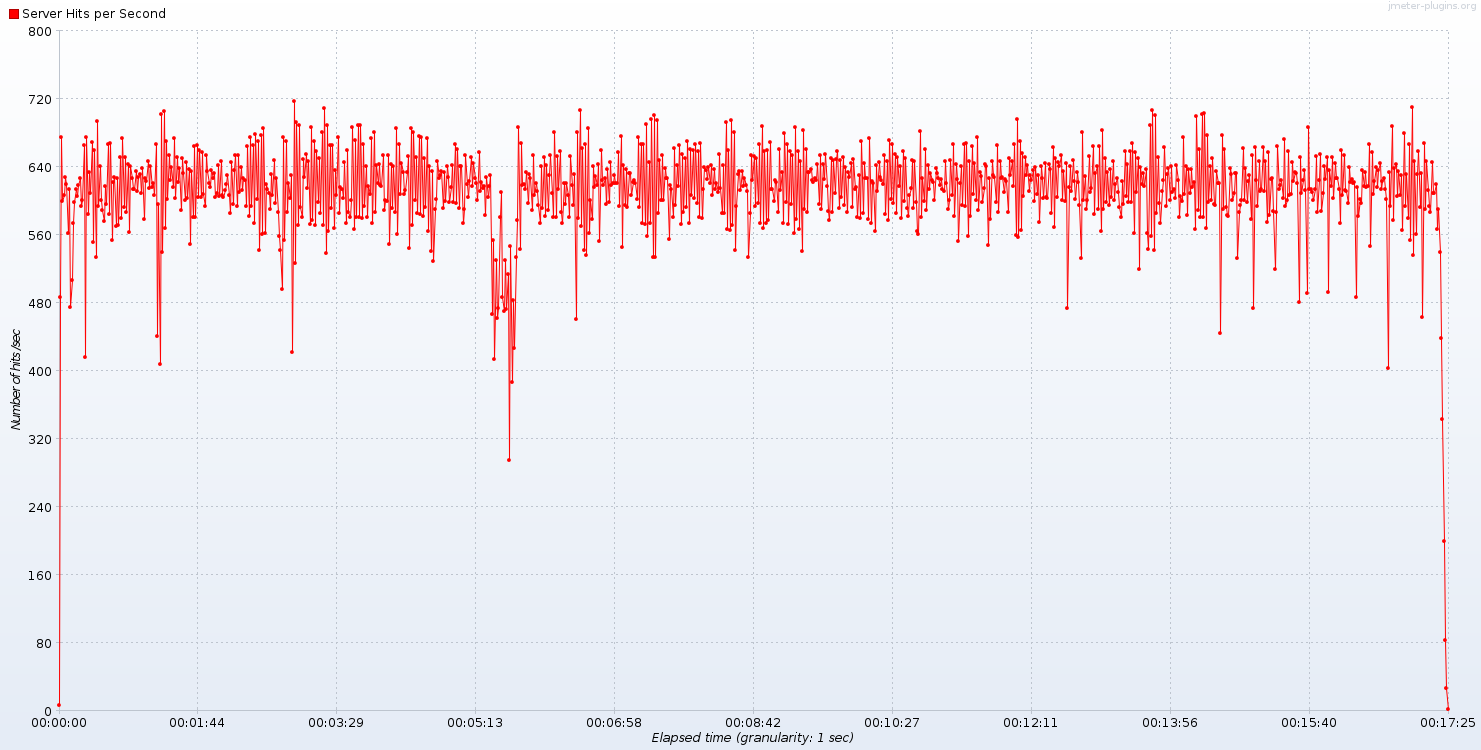 Server Hits per Second
jmeter-plugins.org
800
720
640
560
480
400
320
240
160
80
0
Number of hits /sec
00:00:00 00:01:44 00:03:29 00:05:13 00:06:58 00:08:42 00:10:27 00:12:11 00:13:56 00:15:40 00:17:25
Elapsed time (granularity: 1 sec)